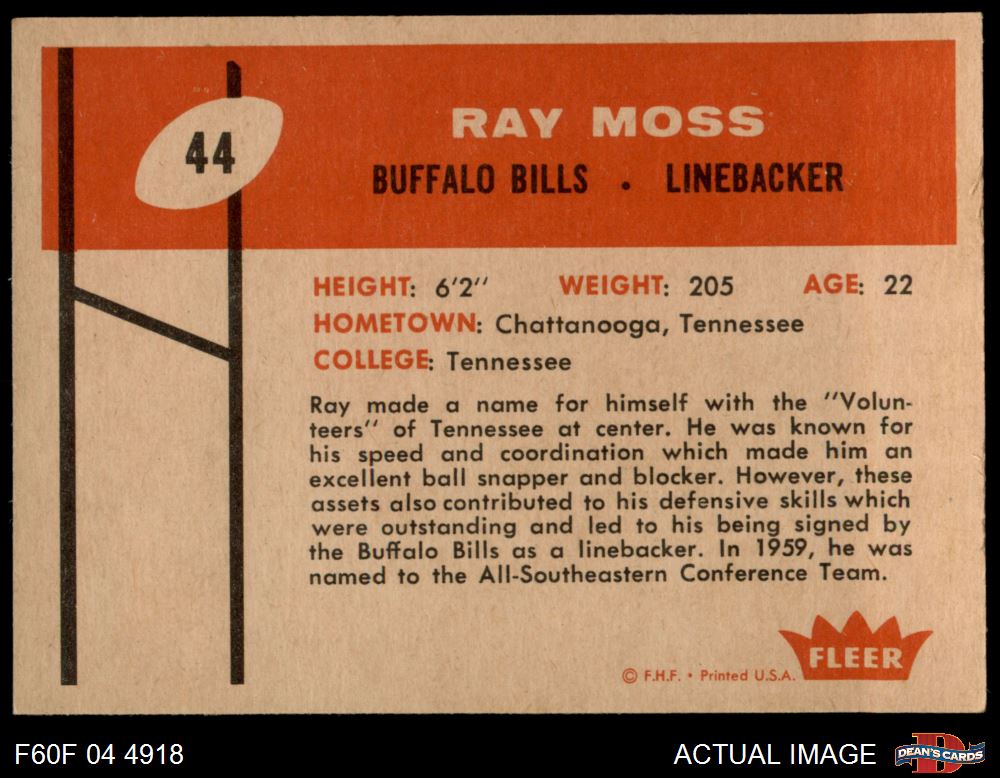 44
RAY MOSS
BUFFALO BILLS • LINEBACKER
HEIGHT: 6'2'' WEIGHT: 205 AGE: 22
HOMETOWN: Chattanooga, Tennessee
COLLEGE: Tennessee
Ray made a name for himself with the ''Volun-
teers'' of Tennessee at center. He was known for
his speed and coordination which made him an
excellent ball snapper and blocker. However, these
assets also contributed to his defensive skills which
were outstanding and led to his being signed by
the Buffalo Bills as a linebacker. In 1959, he was
named to the All-Southeastern Conference Team.
FLEER
© F.H.F. • Printed U.S.A.
F60F 04 4918
ACTUAL IMAGE
DEAN'S CARDS